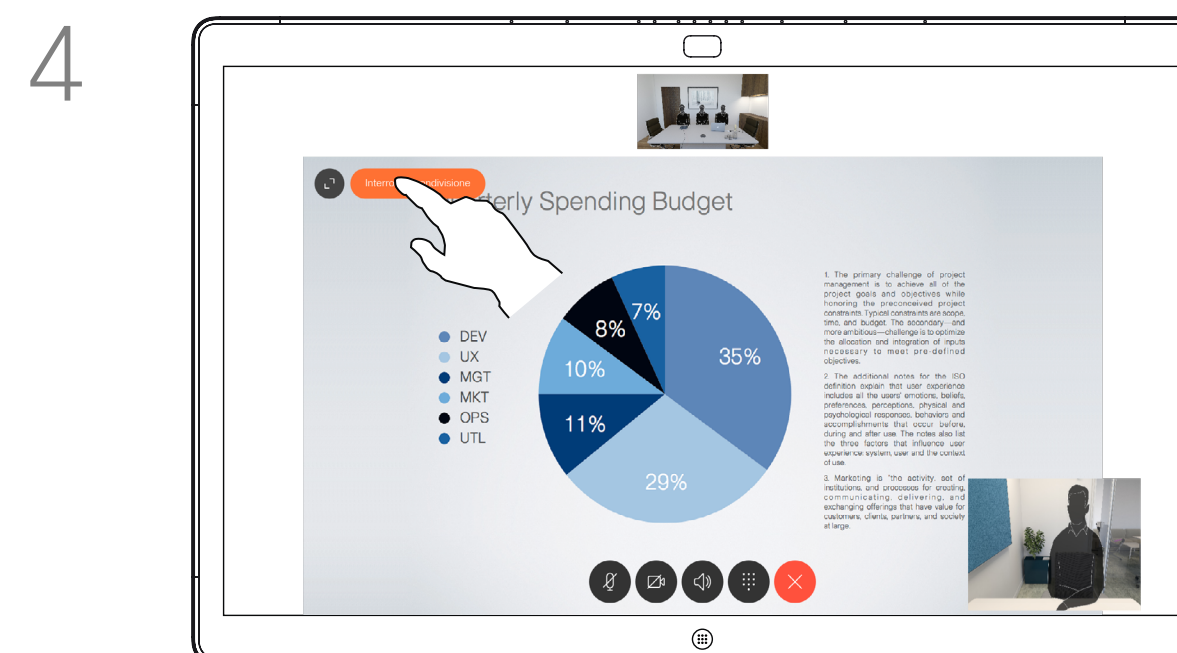 4
Interro ondivisione
terly Spending Budget
7%
8%
35%
10%
11%
29%
DEV
UX
MGT
MKT
OPS
UTL
1. The primary challenge of project
management is to achieve all of the
project goals and objectives while
honoring the preconceived project
constraints. Typical constraints are scope,
time, and budget. The secondary—and
more ambitious—challenge is to optimize
the allocation and integration of inputs
necessary to meet pre-defined
objectives.
2. The additional notes for the ISO
definition explain that user experience
includes all the users' emotions, beliefs,
preferences, perceptions, physical and
psychological responses, behaviors and
accomplishments that occur before,
during and after use. The notes also list
the three factors that influence user
experience: system, user and the context
of use.
3. Marketing is "the activity, set of
institutions, and processes for creating,
communicating, delivering, and
exchanging offerings that have value for
customers, clients, partners, and society
at large.